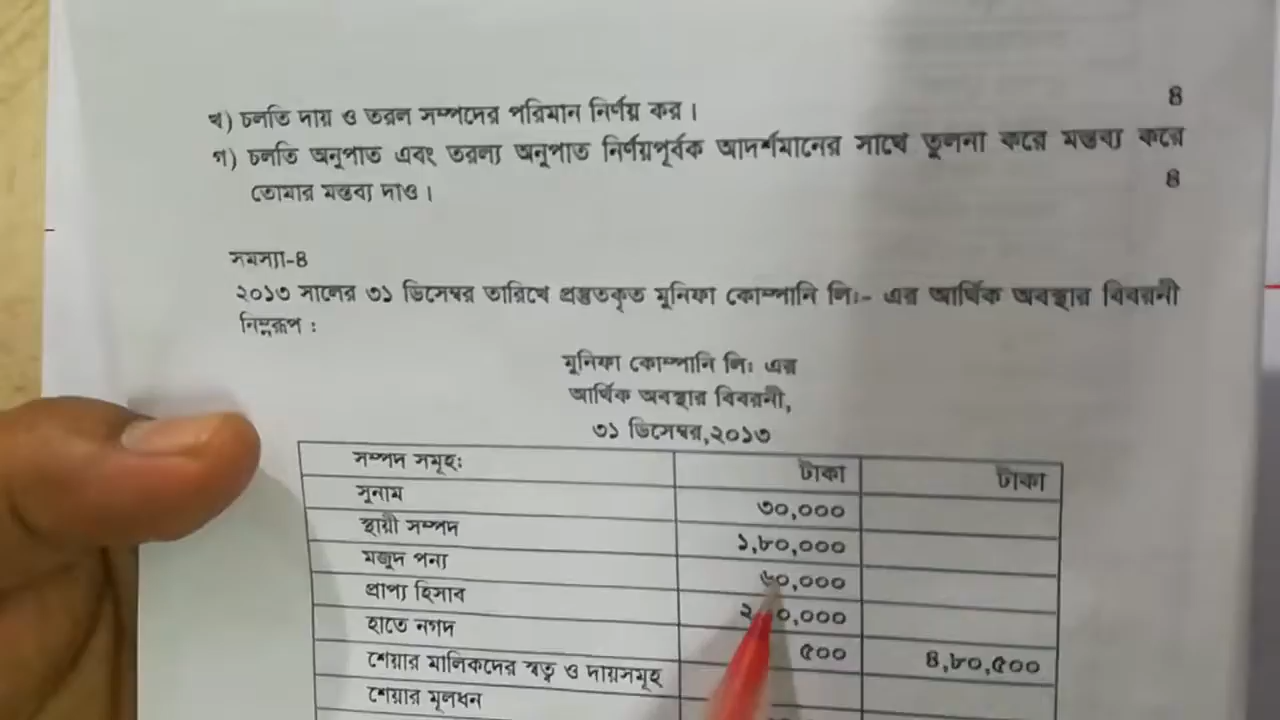 খ) চলতি দায় ও তরল সম্পদের পরিমান নির্ণয় কর।
৪
গ) চলতি অনুপাত এবং তরল্য অনুপাত নির্ণয়পূর্বক আদর্শমানের সাথে তুলনা করে মন্তব্য করে
তোমার মন্তব্য দাও।
৪
সমস্যা-৪
২০১৩ সালের ৩১ ডিসেম্বর তারিখে প্রস্তুতকৃত মুনিফা কোম্পানি লি:- এর আর্থিক অবস্থার বিবরনী
নিম্নরূপ :
মুনিফা কোম্পানি লি: এর
আর্থিক অবস্থার বিবরনী,
৩১ ডিসেম্বর,২০১৩
সম্পদ সমূহ: টাকা টাকা
সুনাম ৩০,০০০
স্থায়ী সম্পদ ১,৮০,০০০
মজুদ পন্য ৬০,০০০
প্রাপ্য হিসাব
হাতে নগদ ৫০০ ৪,৮০,৫০০
শেয়ার মালিকদের স্বত্ব ও দায়সমূহ
শেয়ার মূলধন